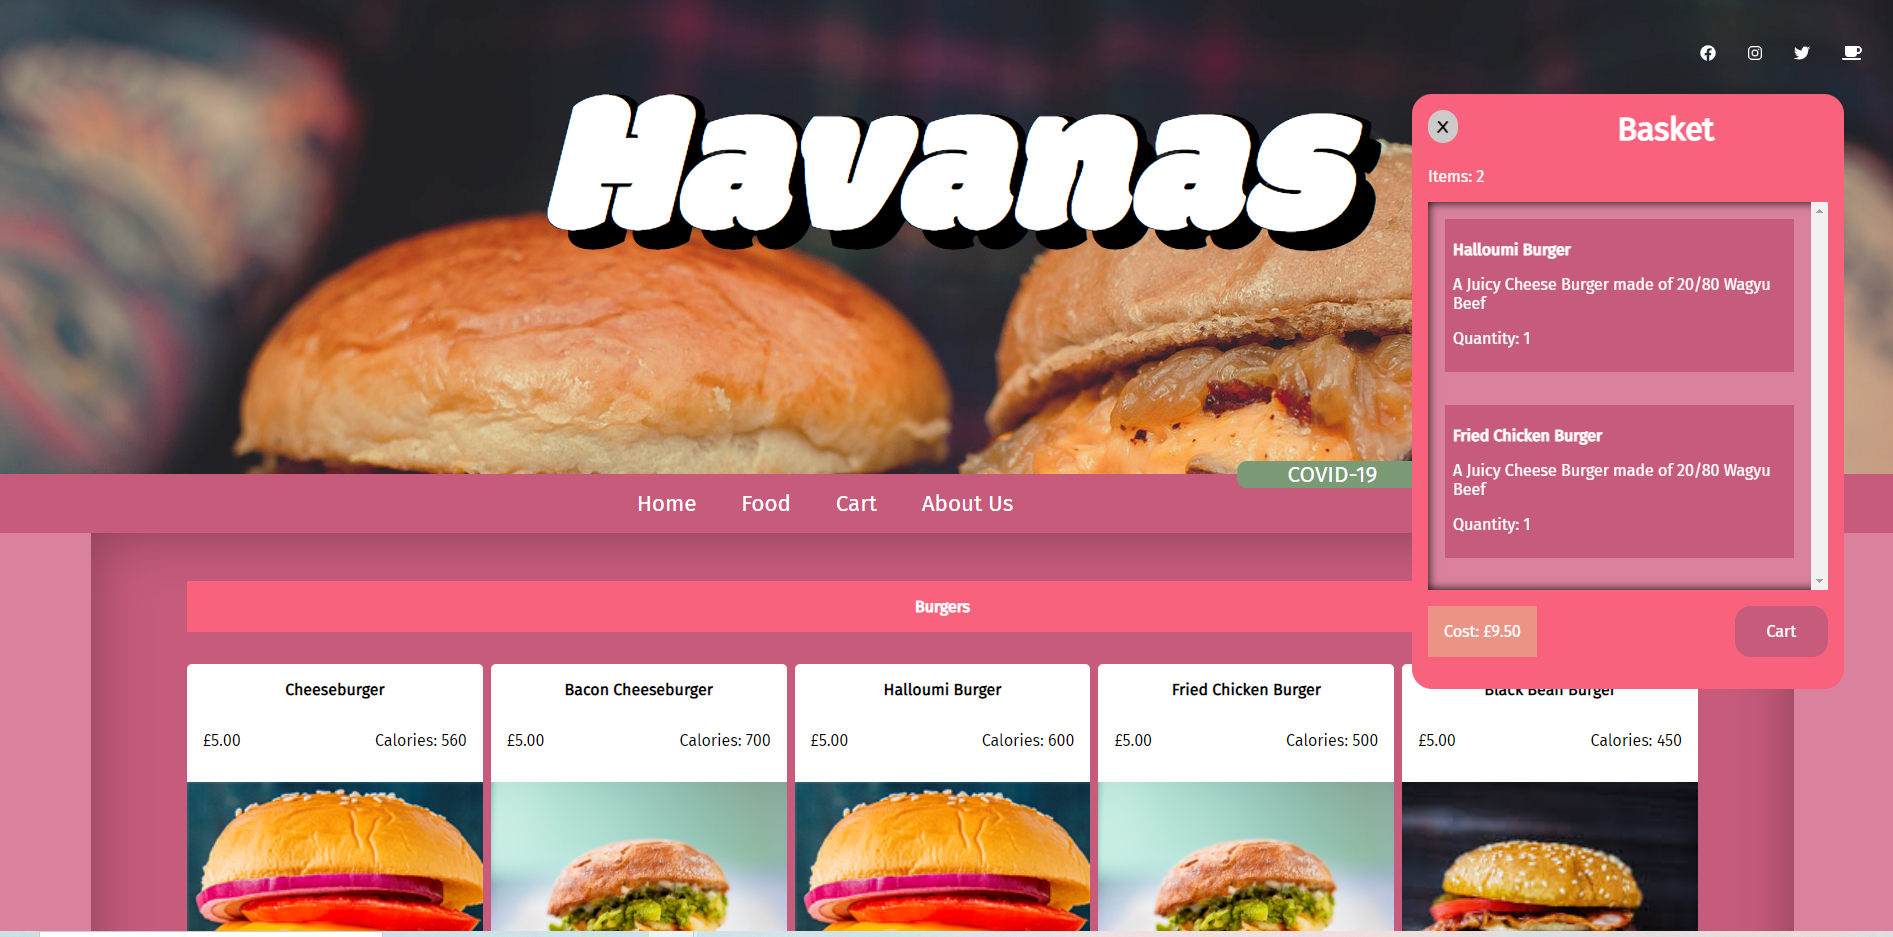 Havanas
X
Basket
Items: 2
Halloumi Burger
A Juicy Cheese Burger made of 20/80 Wagyu
Beef
Quantity: 1
Fried Chicken Burger
A Juicy Cheese Burger made of 20/80 Wagyu
Beef
Quantity: 1
Cost: £9.50
Cart
COVID-19
Home Food Cart About Us
Burgers
Cheeseburger
£5.00 Calories: 560
Bacon Cheeseburger
£5.00 Calories: 700
Halloumi Burger
£5.00 Calories: 600
Fried Chicken Burger
£5.00 Calories: 500
Black Bean Burger
£5.00 Calories: 450